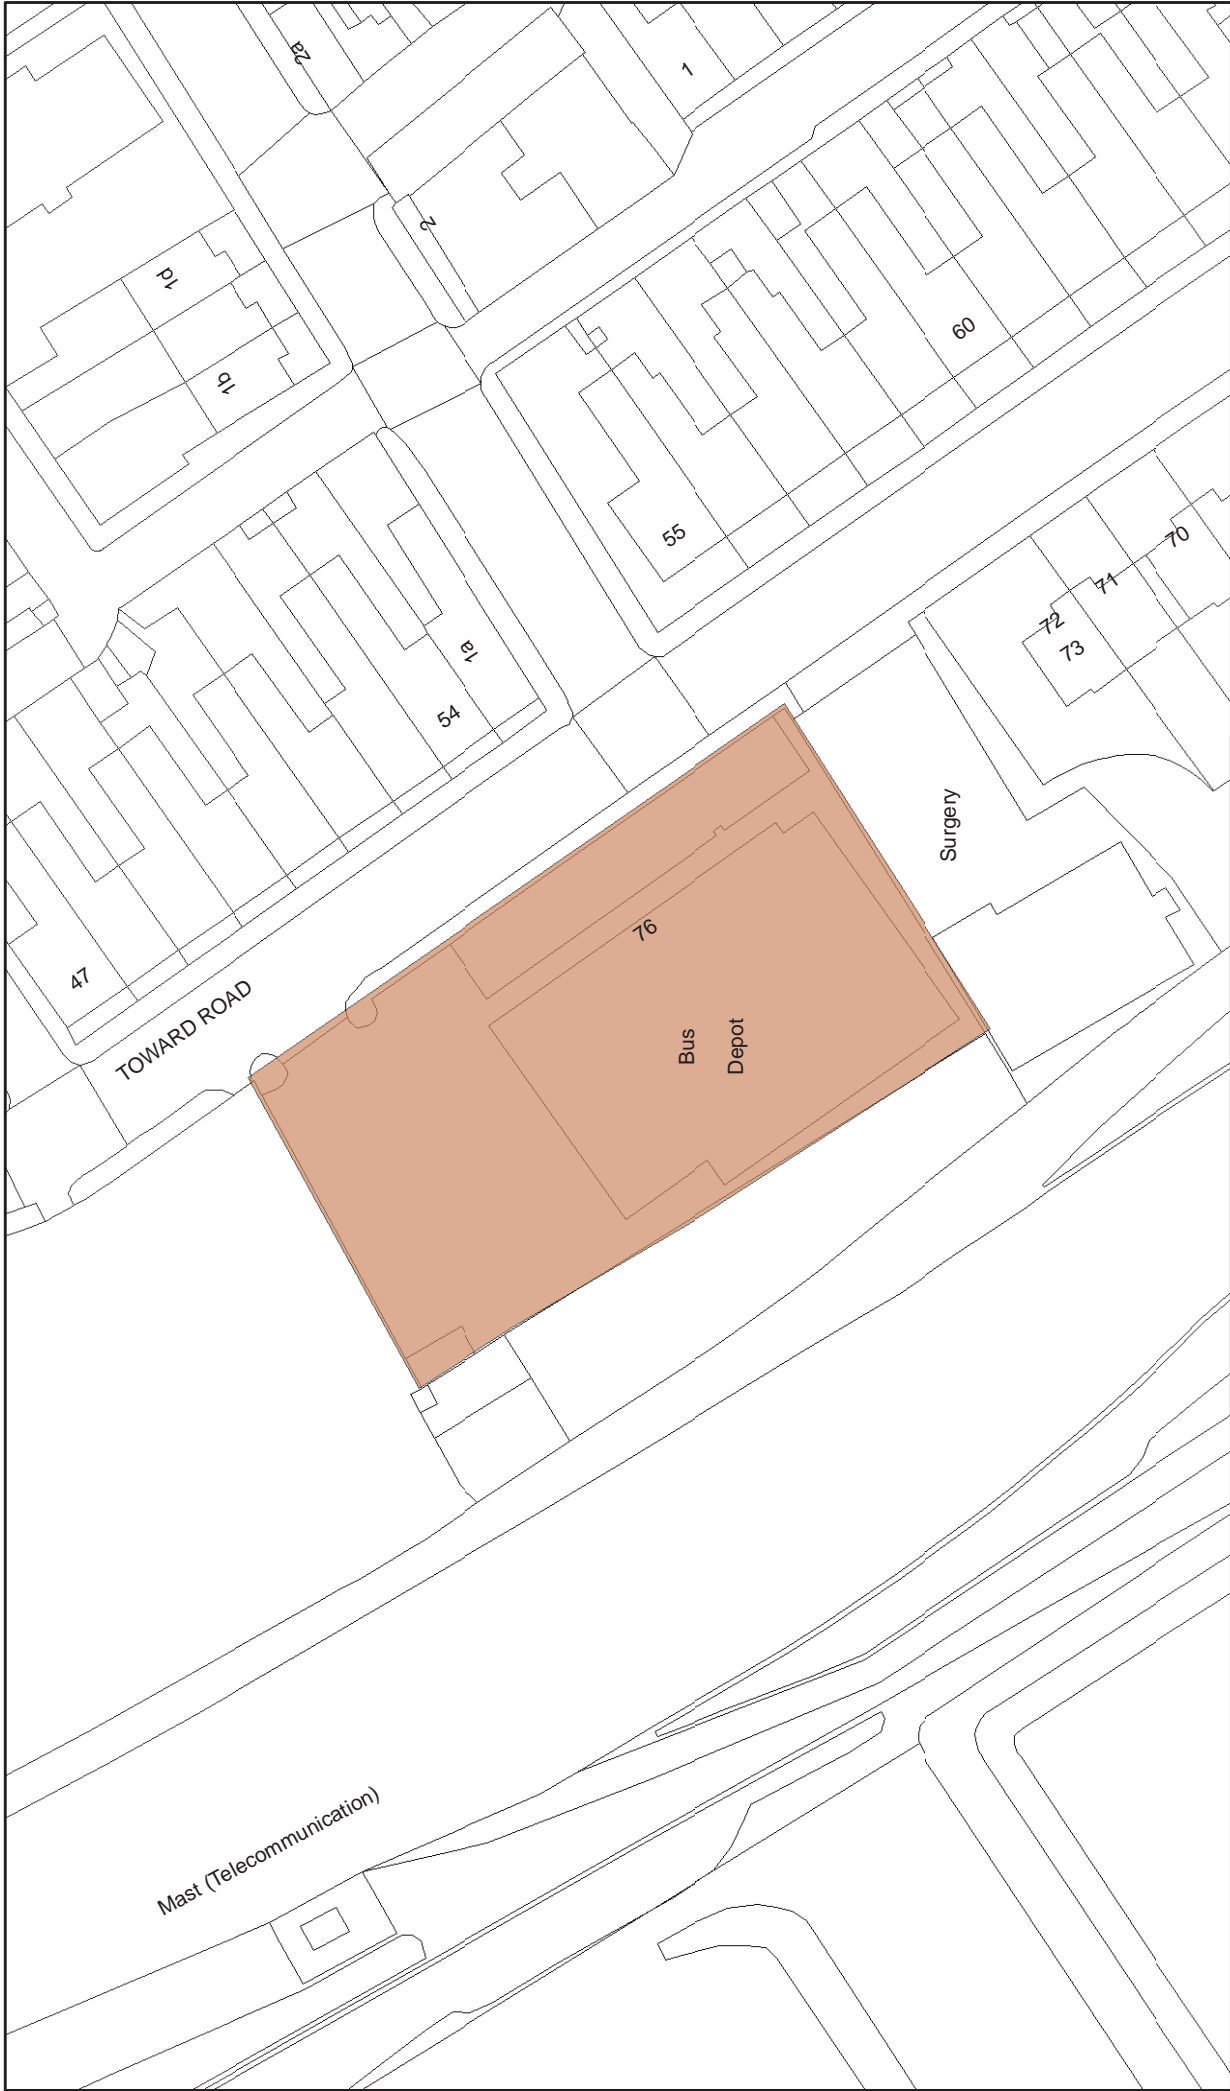 2a
1
2
1d
1b
60
55
70
71
72
73
1a
54
Surgery
76
47
TOWARD ROAD
Bus
Depot
Mast (Telecommunication)